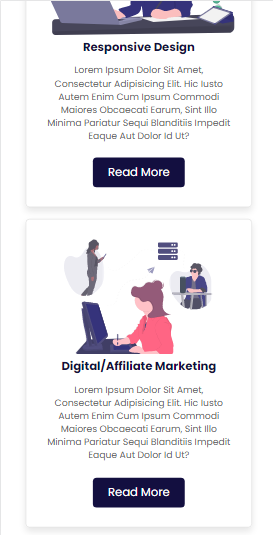 Responsive Design
Lorem Ipsum Dolor Sit Amet,
Consectetur Adipisicing Elit. Hic Iusto
Autem Enim Cum Ipsum Commodi
Maiores Obcaecati Earum, Sint Illo
Minima Pariatur Sequi Blanditiis Impedit
Eaque Aut Dolor Id Ut?
Read More
Digital/Affiliate Marketing
Lorem Ipsum Dolor Sit Amet,
Consectetur Adipisicing Elit. Hic Iusto
Autem Enim Cum Ipsum Commodi
Maiores Obcaecati Earum, Sint Illo
Minima Pariatur Sequi Blanditiis Impedit
Eaque Aut Dolor Id Ut?
Read More